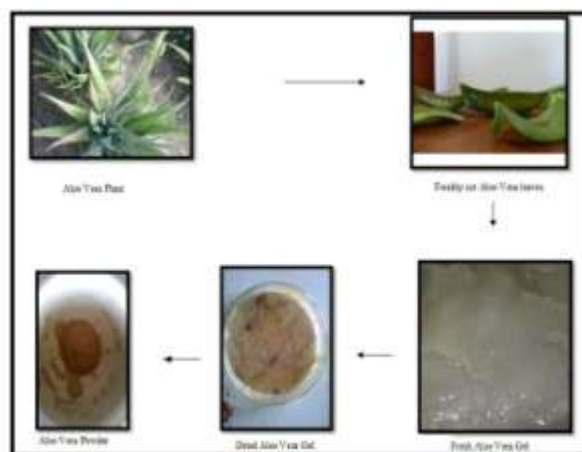 Aloe Vera Plant
Freshly cut Aloe Vera leaves
Aloe Vera Powder
Dried Aloe Vera Gel
Fresh Aloe Vera Gel